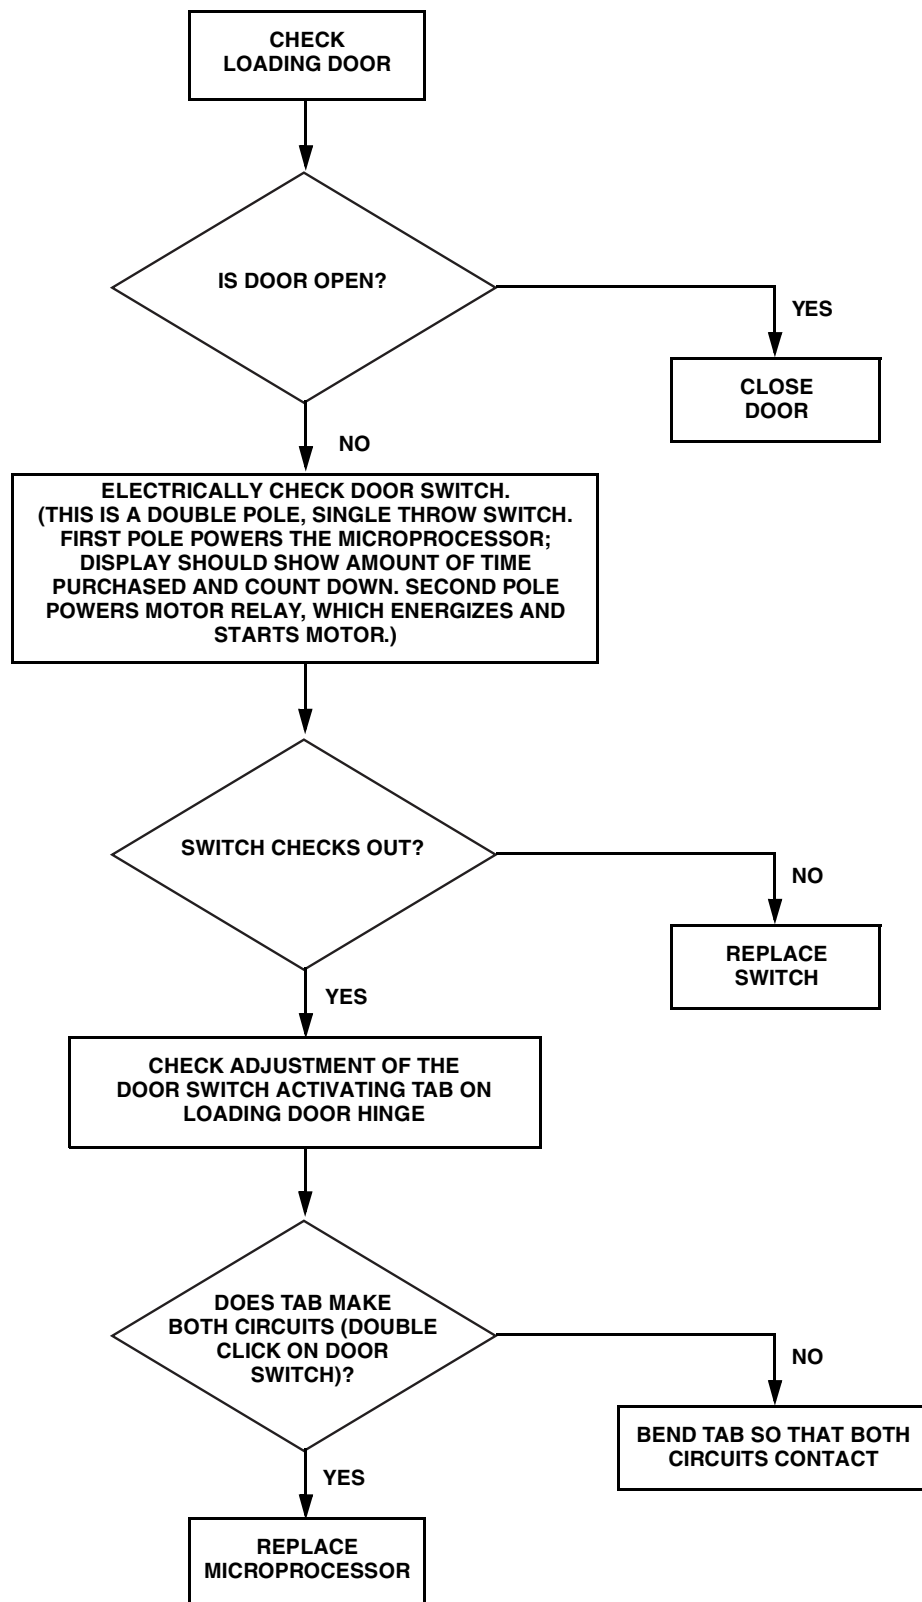 CHECK
LOADING DOOR
IS DOOR OPEN?
YES
CLOSE
DOOR
NO
ELECTRICALLY CHECK DOOR SWITCH.
(THIS IS A DOUBLE POLE, SINGLE THROW SWITCH.
FIRST POLE POWERS THE MICROPROCESSOR;
DISPLAY SHOULD SHOW AMOUNT OF TIME
PURCHASED AND COUNT DOWN. SECOND POLE
POWERS MOTOR RELAY, WHICH ENERGIZES AND
STARTS MOTOR.)
SWITCH CHECKS OUT?
NO
REPLACE
SWITCH
YES
CHECK ADJUSTMENT OF THE
DOOR SWITCH ACTIVATING TAB ON
LOADING DOOR HINGE
DOES TAB MAKE
BOTH CIRCUITS (DOUBLE
CLICK ON DOOR
SWITCH)?
NO
BEND TAB SO THAT BOTH
CIRCUITS CONTACT
YES
REPLACE
MICROPROCESSOR